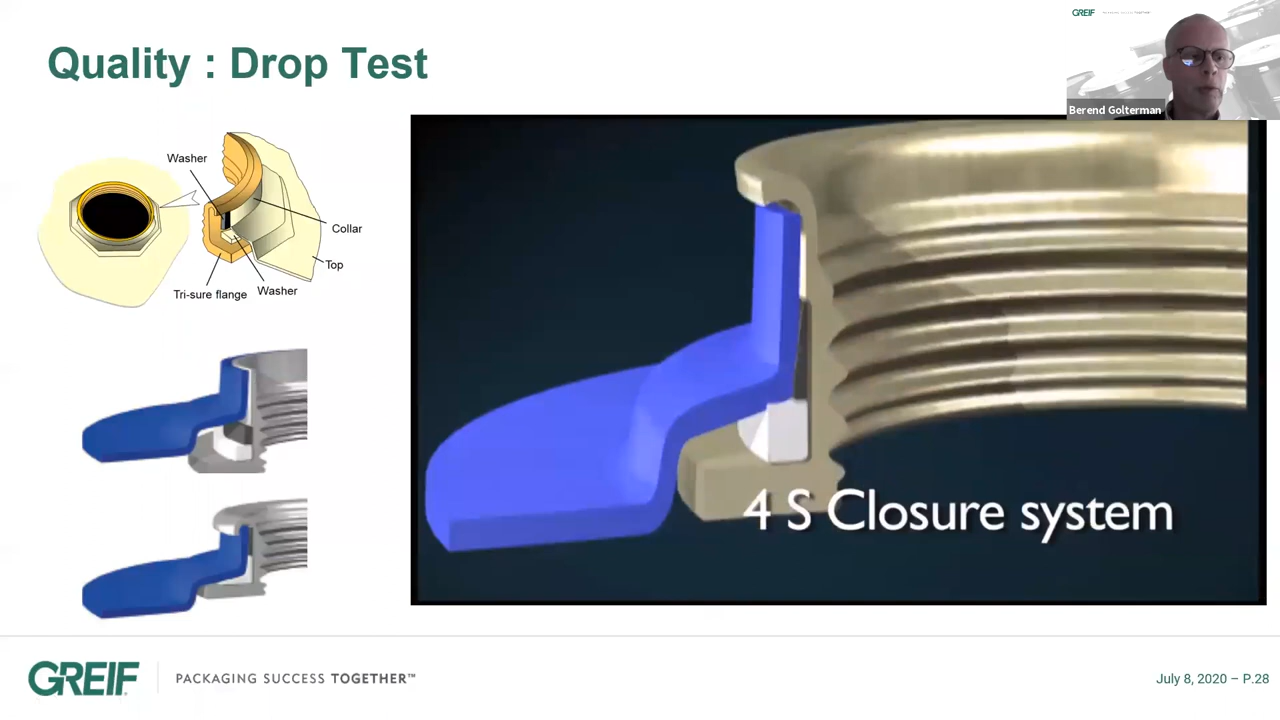 GREIF
Quality : Drop Test
Berend Golterman
Washer
Collar
Top
Tri-sure flange
Washer
4 S Closure system
GREIF
PACKAGING SUCCESS TOGETHER™
July 8, 2020 – P.28